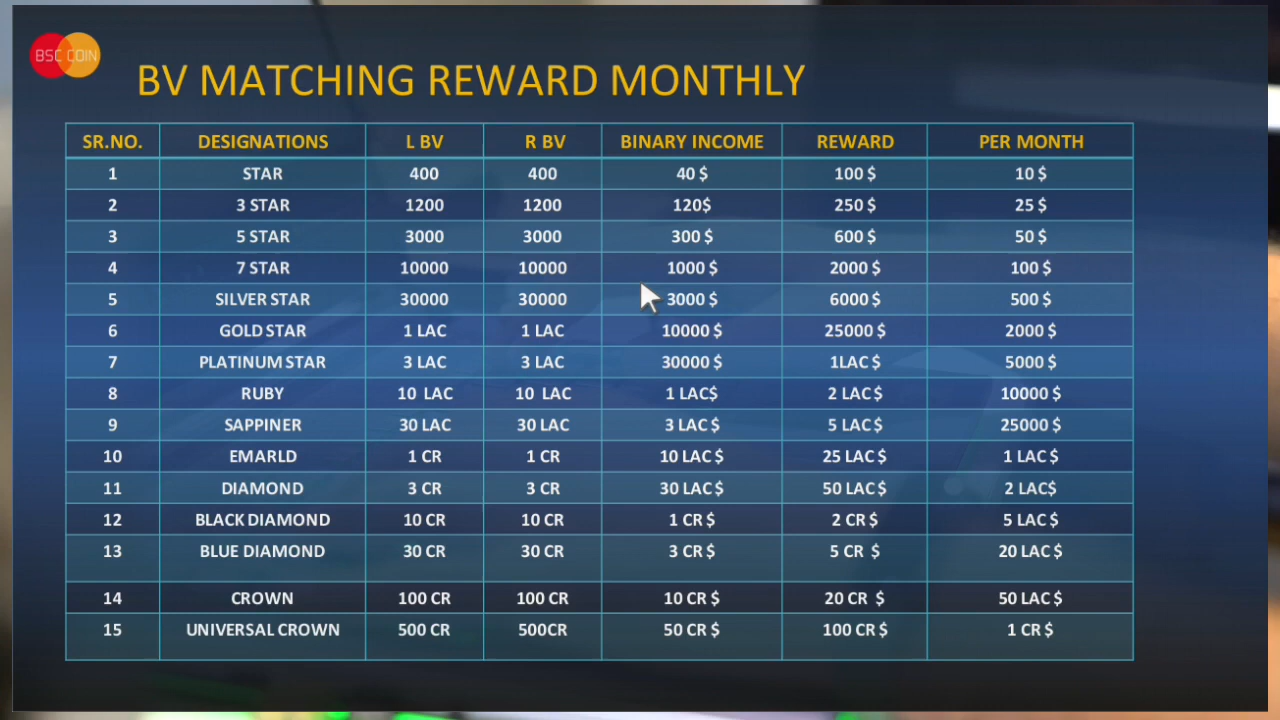 BSC COIN
BV MATCHING REWARD MONTHLY
SR.NO. DESIGNATIONS L BV R BV BINARY INCOME REWARD PER MONTH
1 STAR 400 400 40 $ 100 $ 10 $
2 3 STAR 1200 1200 120$ 250 $ 25 $
3 5 STAR 3000 3000 300 $ 600 $ 50 $
4 7 STAR 10000 10000 1000 $ 2000 $ 100 $
5 SILVER STAR 30000 30000 3000 $ 6000 $ 500 $
6 GOLD STAR 1 LAC 1 LAC 10000 $ 25000 $ 2000 $
7 PLATINUM STAR 3 LAC 3 LAC 30000 $ 1LAC $ 5000 $
8 RUBY 10 LAC 10 LAC 1 LAC$ 2 LAC $ 10000 $
9 SAPPINER 30 LAC 30 LAC 3 LAC $ 5 LAC $ 25000 $
10 EMARLD 1 CR 1 CR 10 LAC $ 25 LAC $ 1 LAC $
11 DIAMOND 3 CR 3 CR 30 LAC $ 50 LAC $ 2 LAC$
12 BLACK DIAMOND 10 CR 10 CR 1 CR $ 2 CR $ 5 LAC $
13 BLUE DIAMOND 30 CR 30 CR 3 CR $ 5 CR $ 20 LAC $
14 CROWN 100 CR 100 CR 10 CR $ 20 CR $ 50 LAC $
15 UNIVERSAL CROWN 500 CR 500CR 50 CR $ 100 CR $ 1 CR $